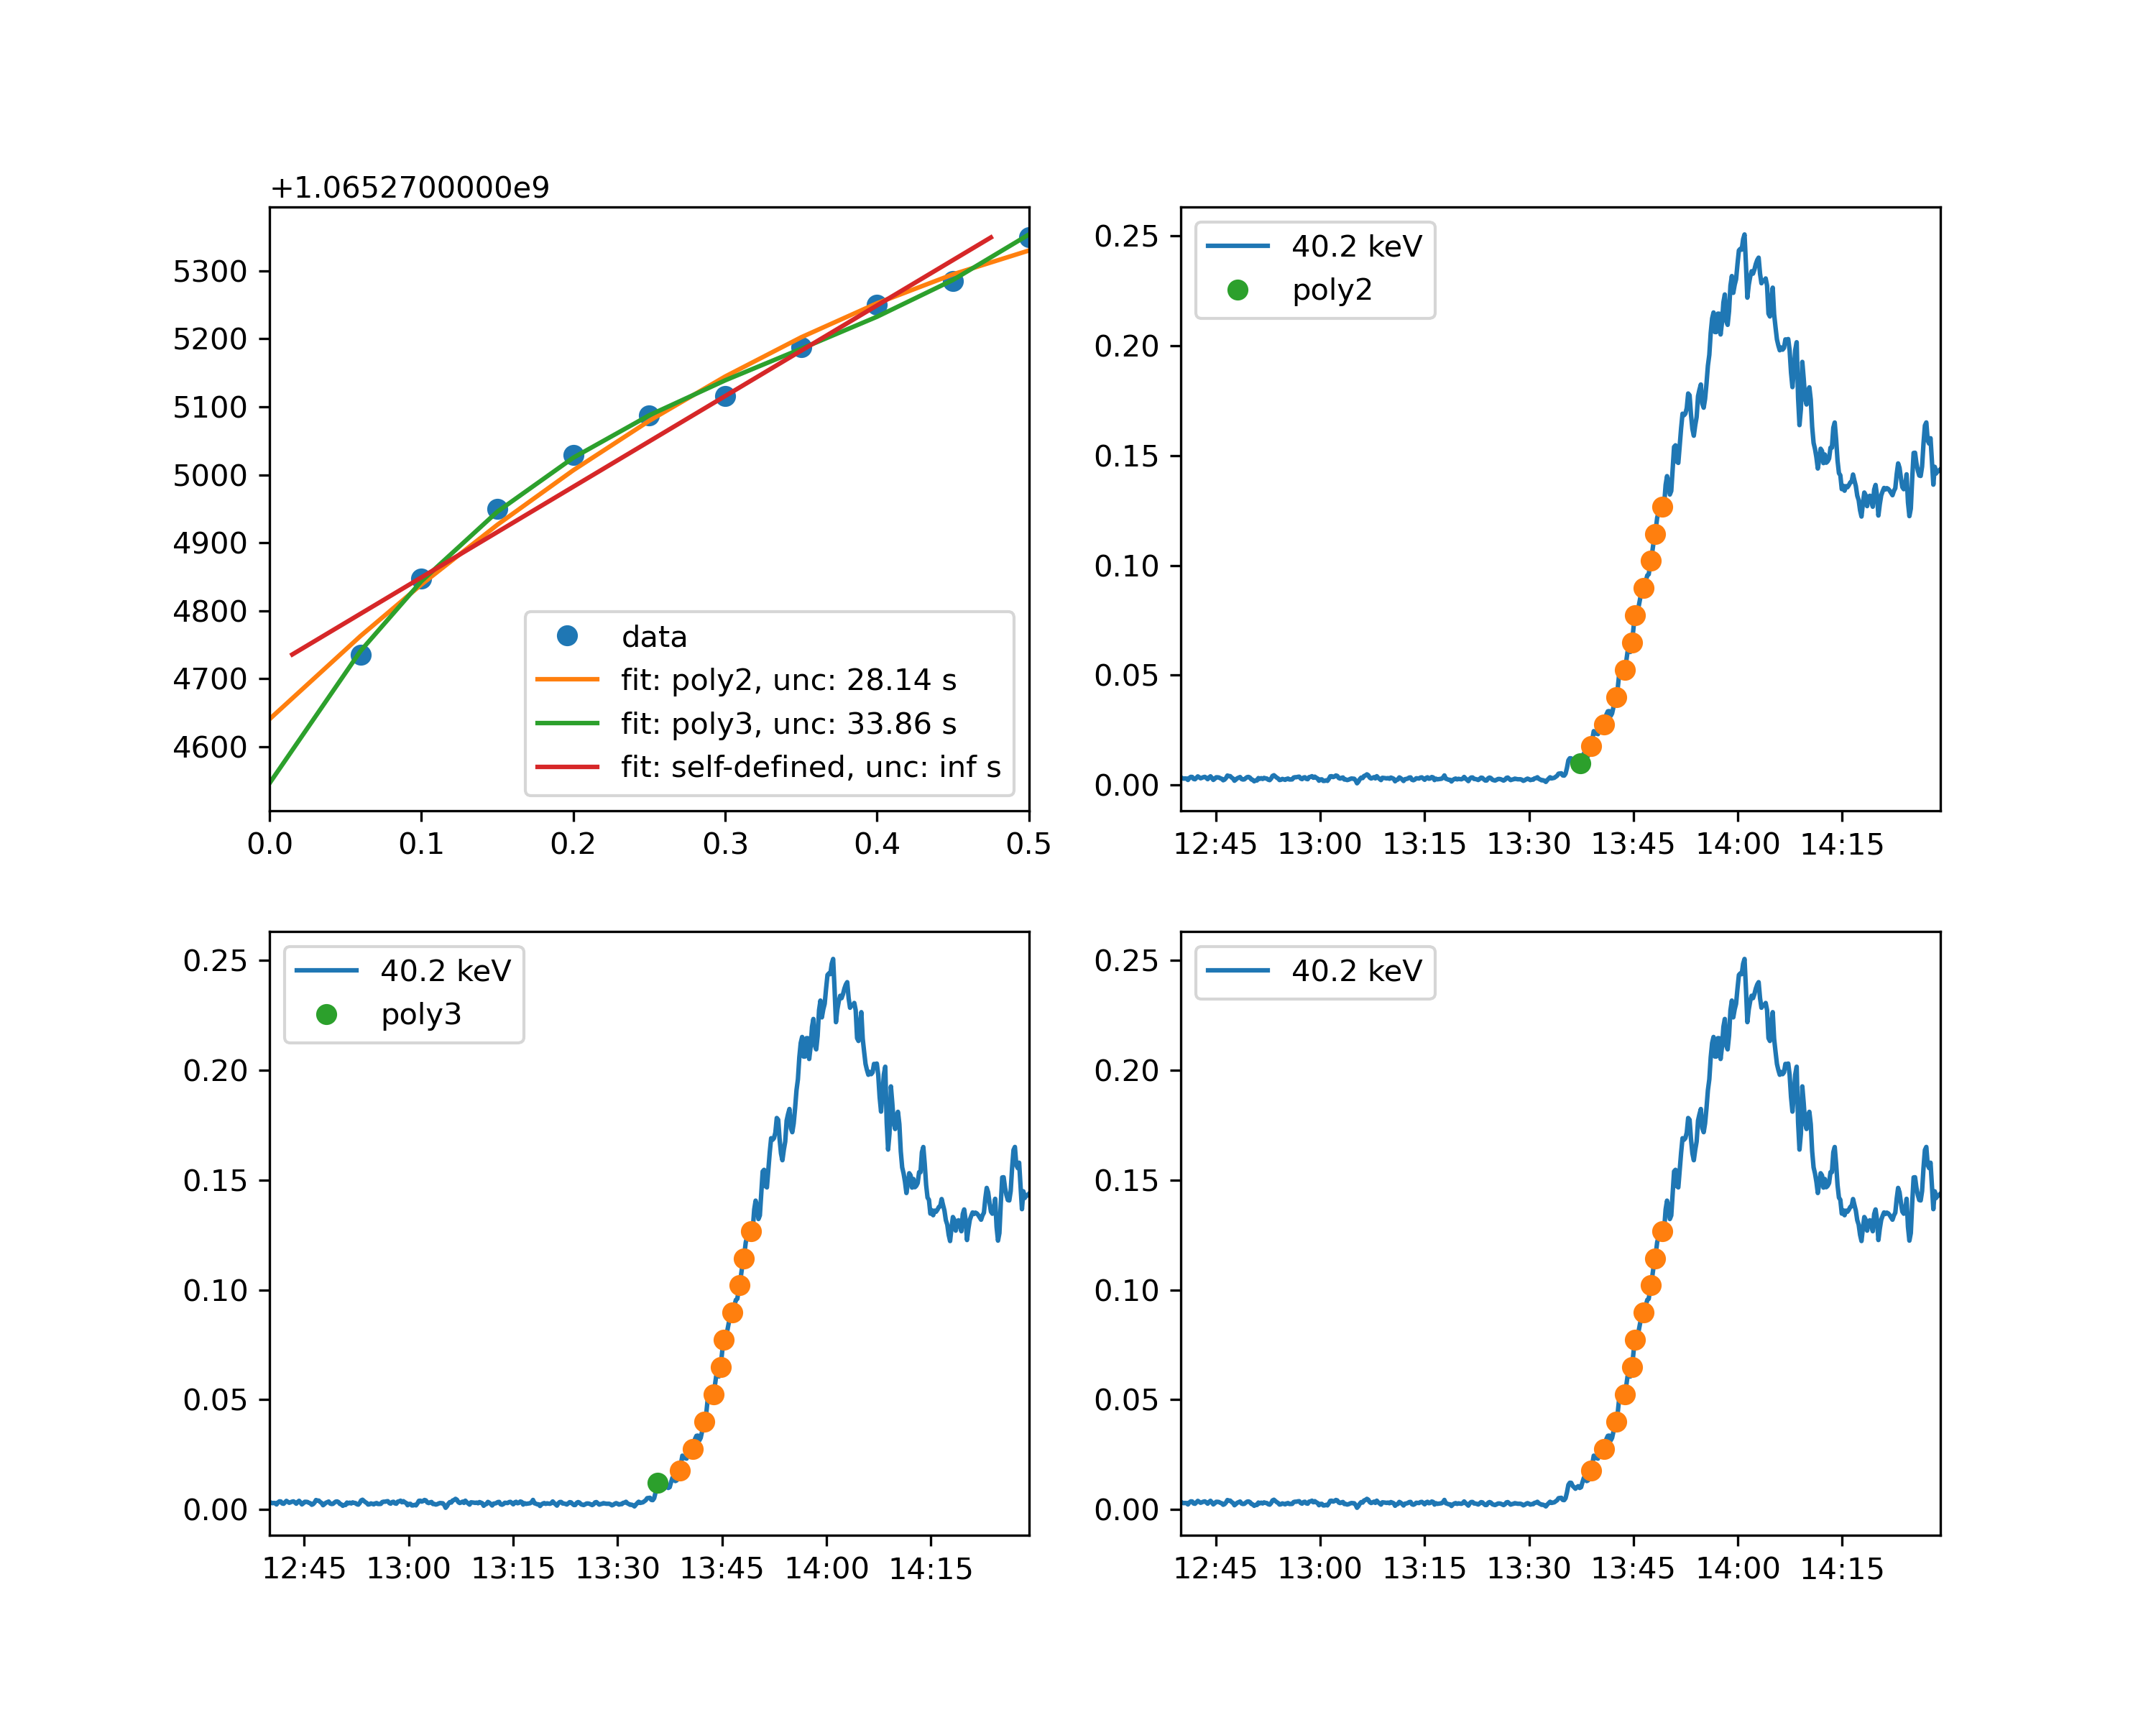 +1.0652700000e9
5300
5200
5100
5000
4900
4800
4700
4600
data
fit: poly2, unc: 28.14 s
fit: poly3, unc: 33.86 s
fit: self-defined, unc: inf s
0.0 0.1 0.2 0.3 0.4 0.5
40.2 keV
poly2
0.25
0.20
0.15
0.10
0.05
0.00
12:45 13:00 13:15 13:30 13:45 14:00 14:15
40.2 keV
poly3
0.25
0.20
0.15
0.10
0.05
0.00
12:45 13:00 13:15 13:30 13:45 14:00 14:15
40.2 keV
0.25
0.20
0.15
0.10
0.05
0.00
12:45 13:00 13:15 13:30 13:45 14:00 14:15